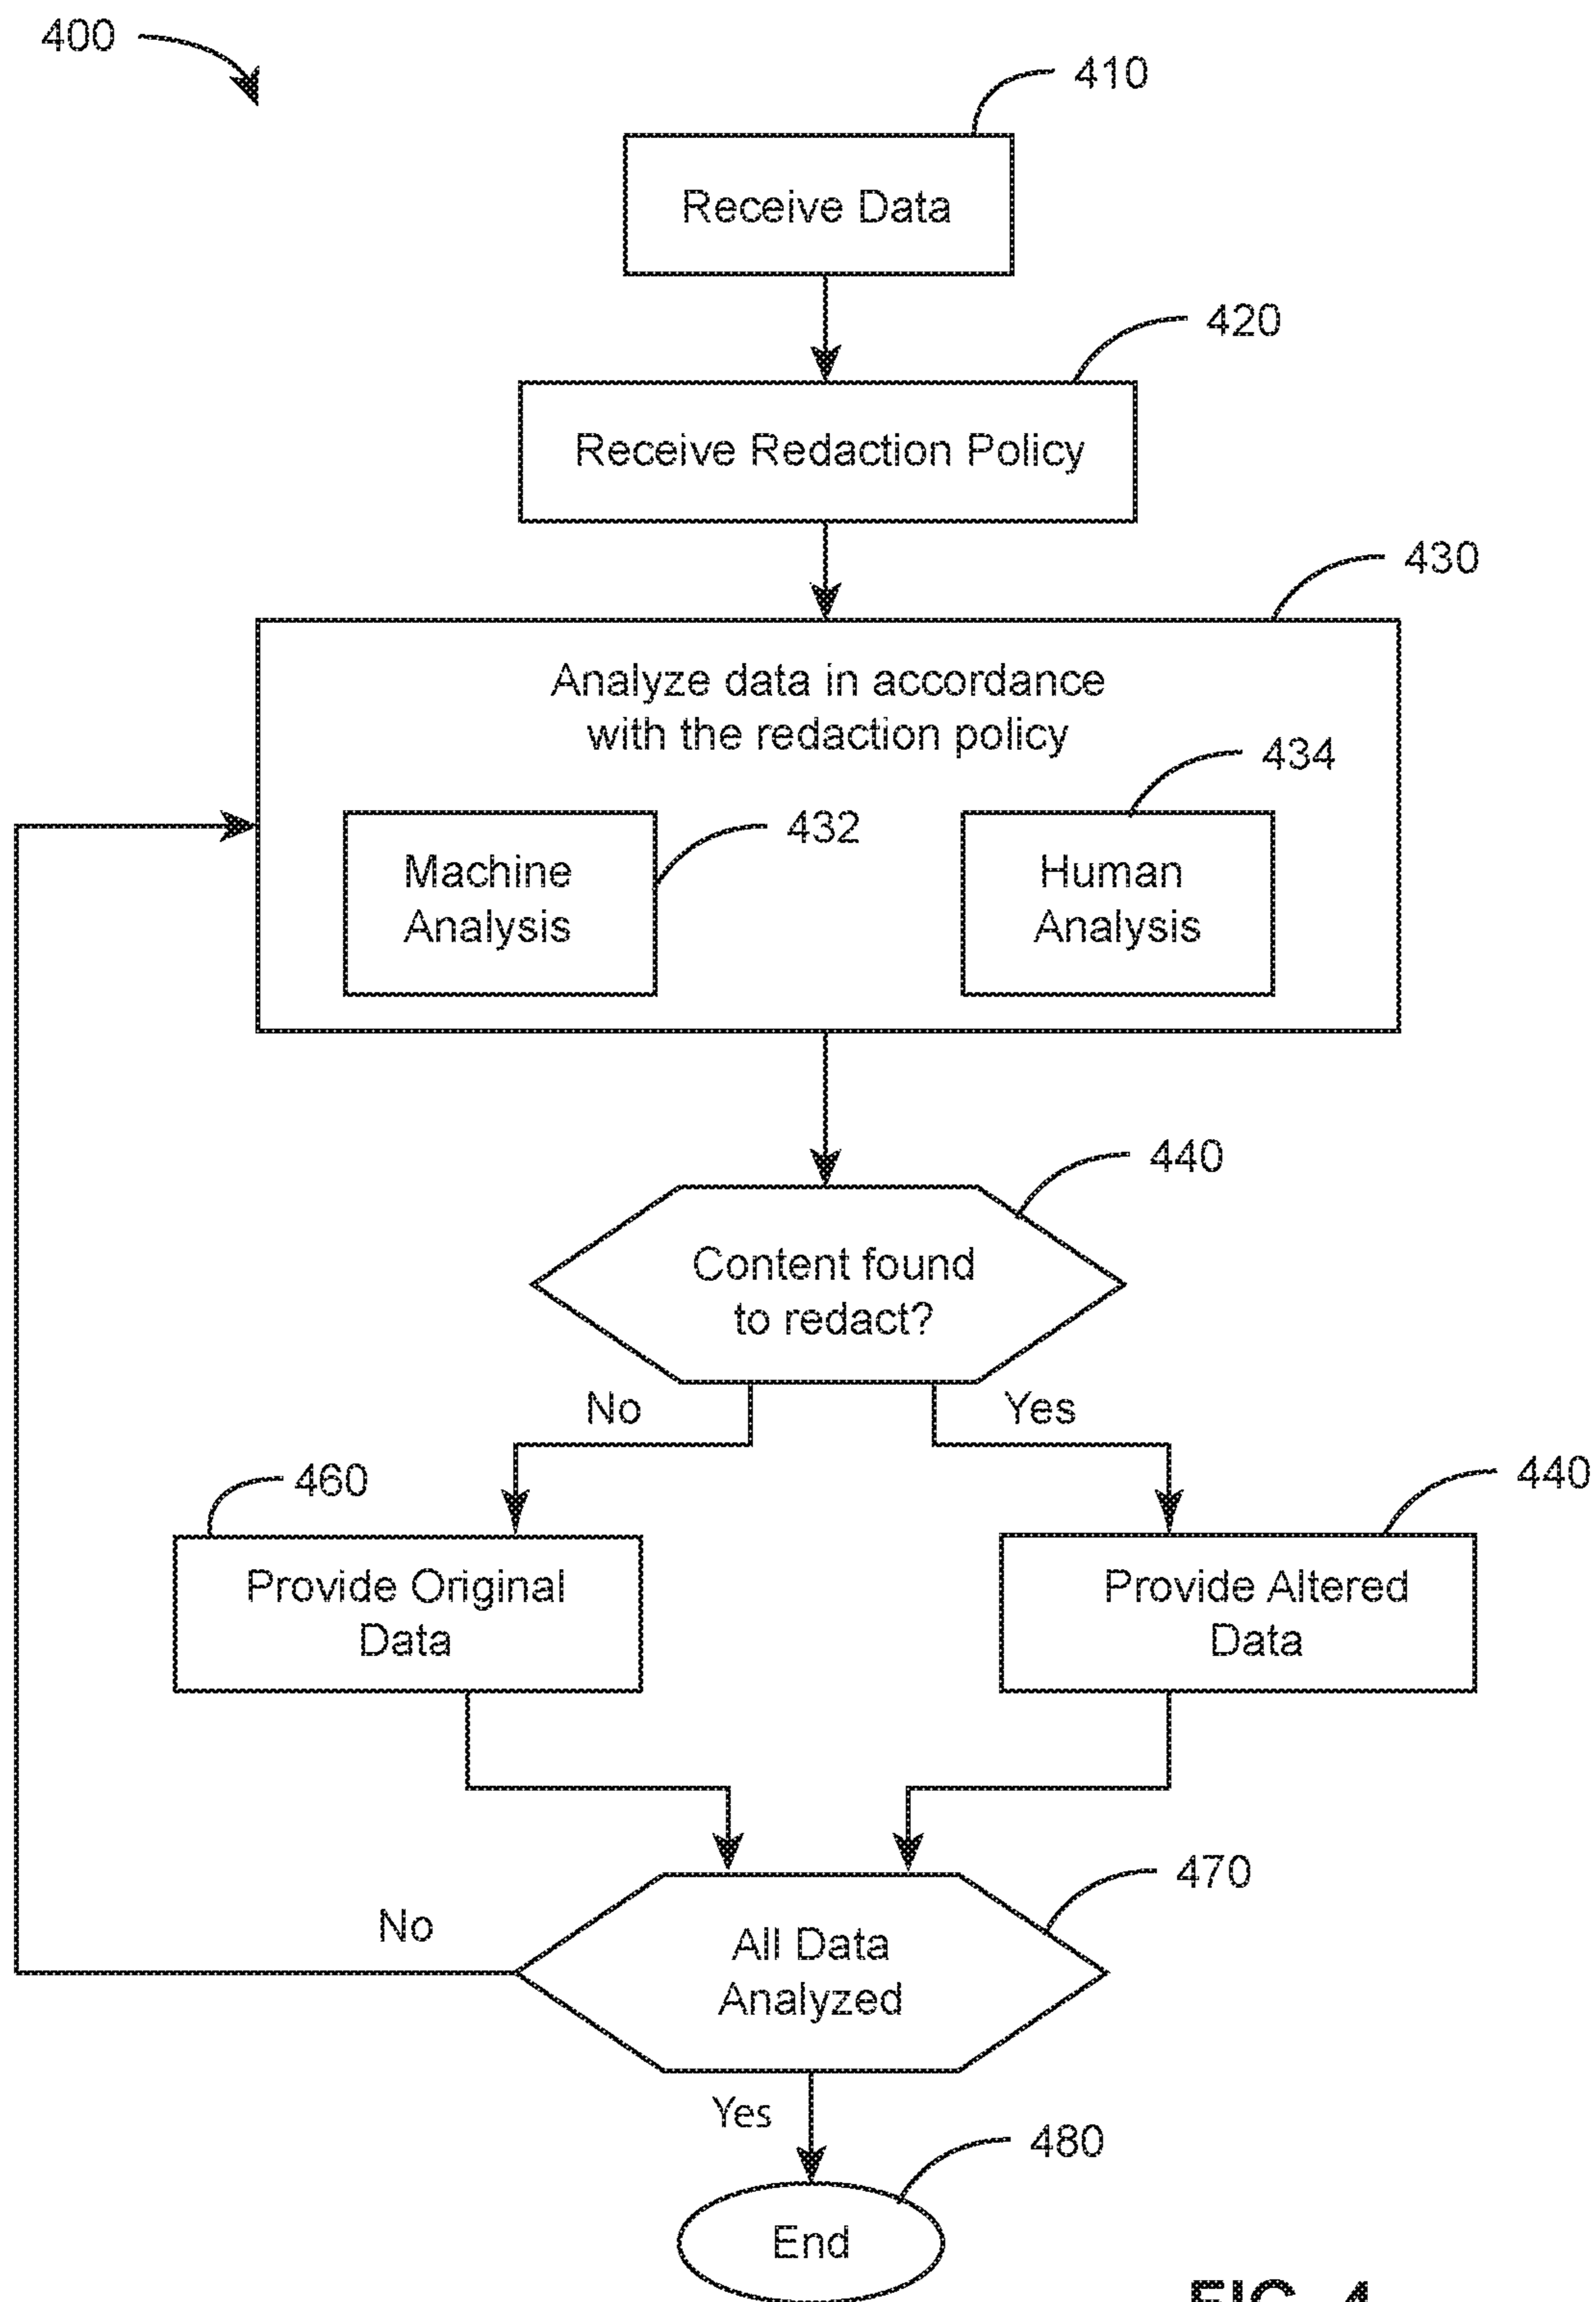 400
410
Receive Data
420
Receive Redaction Policy
430
Analyze data in accordance
with the redaction policy
434
432
Machine
Analysis
Human
Analysis
440
Content found
to redact?
No
Yes
460
440
Provide Original
Data
Provide Altered
Data
470
No
All Data
Analyzed
Yes
480
End
FIG. 4